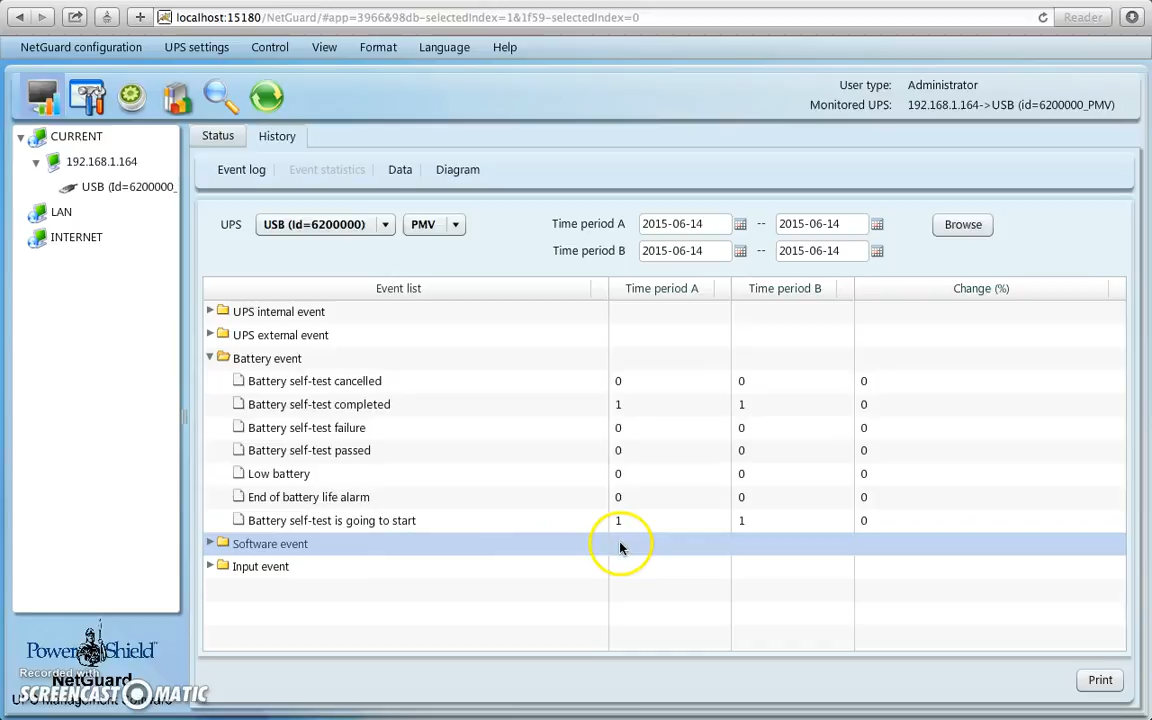 localhost:15180/NetGuard/#app=3966&98db-selectedIndex=1&1f59-selectedIndex=0
Reader
NetGuard configuration UPS settings Control View Format Language Help
User type: Administrator
Monitored UPS: 192.168.1.164->USB (id=6200000_PMV)
CURRENT
192.168.1.164
USB (Id=6200000_
LAN
INTERNET
Status History
Event log Event statistics Data Diagram
UPS USB (Id=6200000) PMV Time period A 2015-06-14 -- 2015-06-14 Browse
Time period B 2015-06-14 -- 2015-06-14
Event list Time period A Time period B Change (%)
UPS internal event
UPS external event
Battery event
Battery self-test cancelled 0 0 0
Battery self-test completed 1 1 0
Battery self-test failure 0 0 0
Battery self-test passed 0 0 0
Low battery 0 0 0
End of battery life alarm 0 0 0
Battery self-test is going to start 1 1 0
Software event
Input event
Print
PowerShield
Recorded with
NetGuard
SCREENCAST MATIC